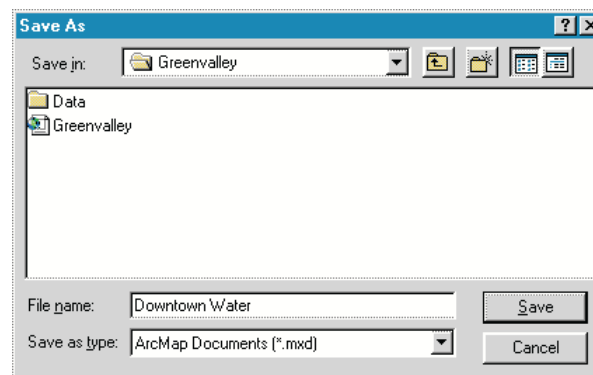 Save As
Save in: Greenvalley
Data
Greenvalley
File name: Downtown Water Save
Save as type: ArcMap Documents (*.mxd) Cancel